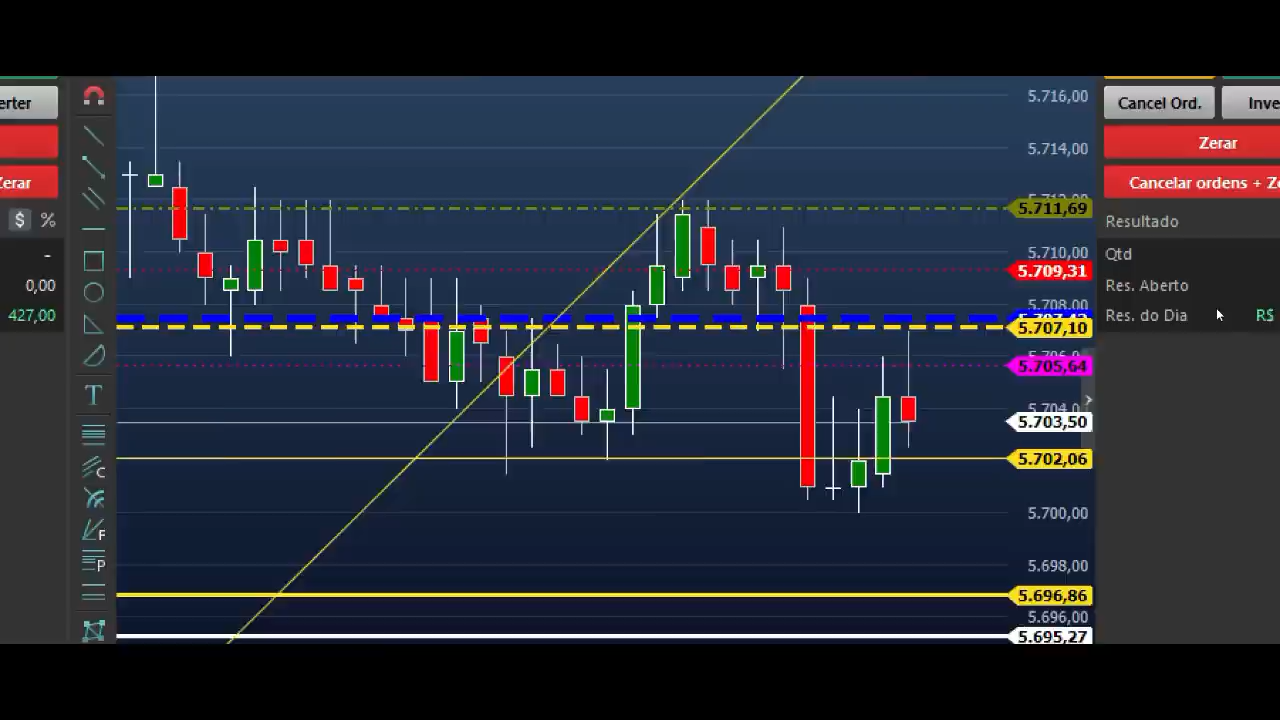 erter
Zerar
$ %
-
0,00
427,00
T
C
F
P
5.716,00
5.714,00
5.711,69
5.710,00
5.709,31
5.708,00
5.707,10
5.705,64
5.703,50
5.702,06
5.700,00
5.698,00
5.696,86
5.696,00
5.695,27
Cancel Ord. Inve
Zerar
Cancelar ordens + Ze
Resultado
Qtd
Res. Aberto
Res. do Dia R$